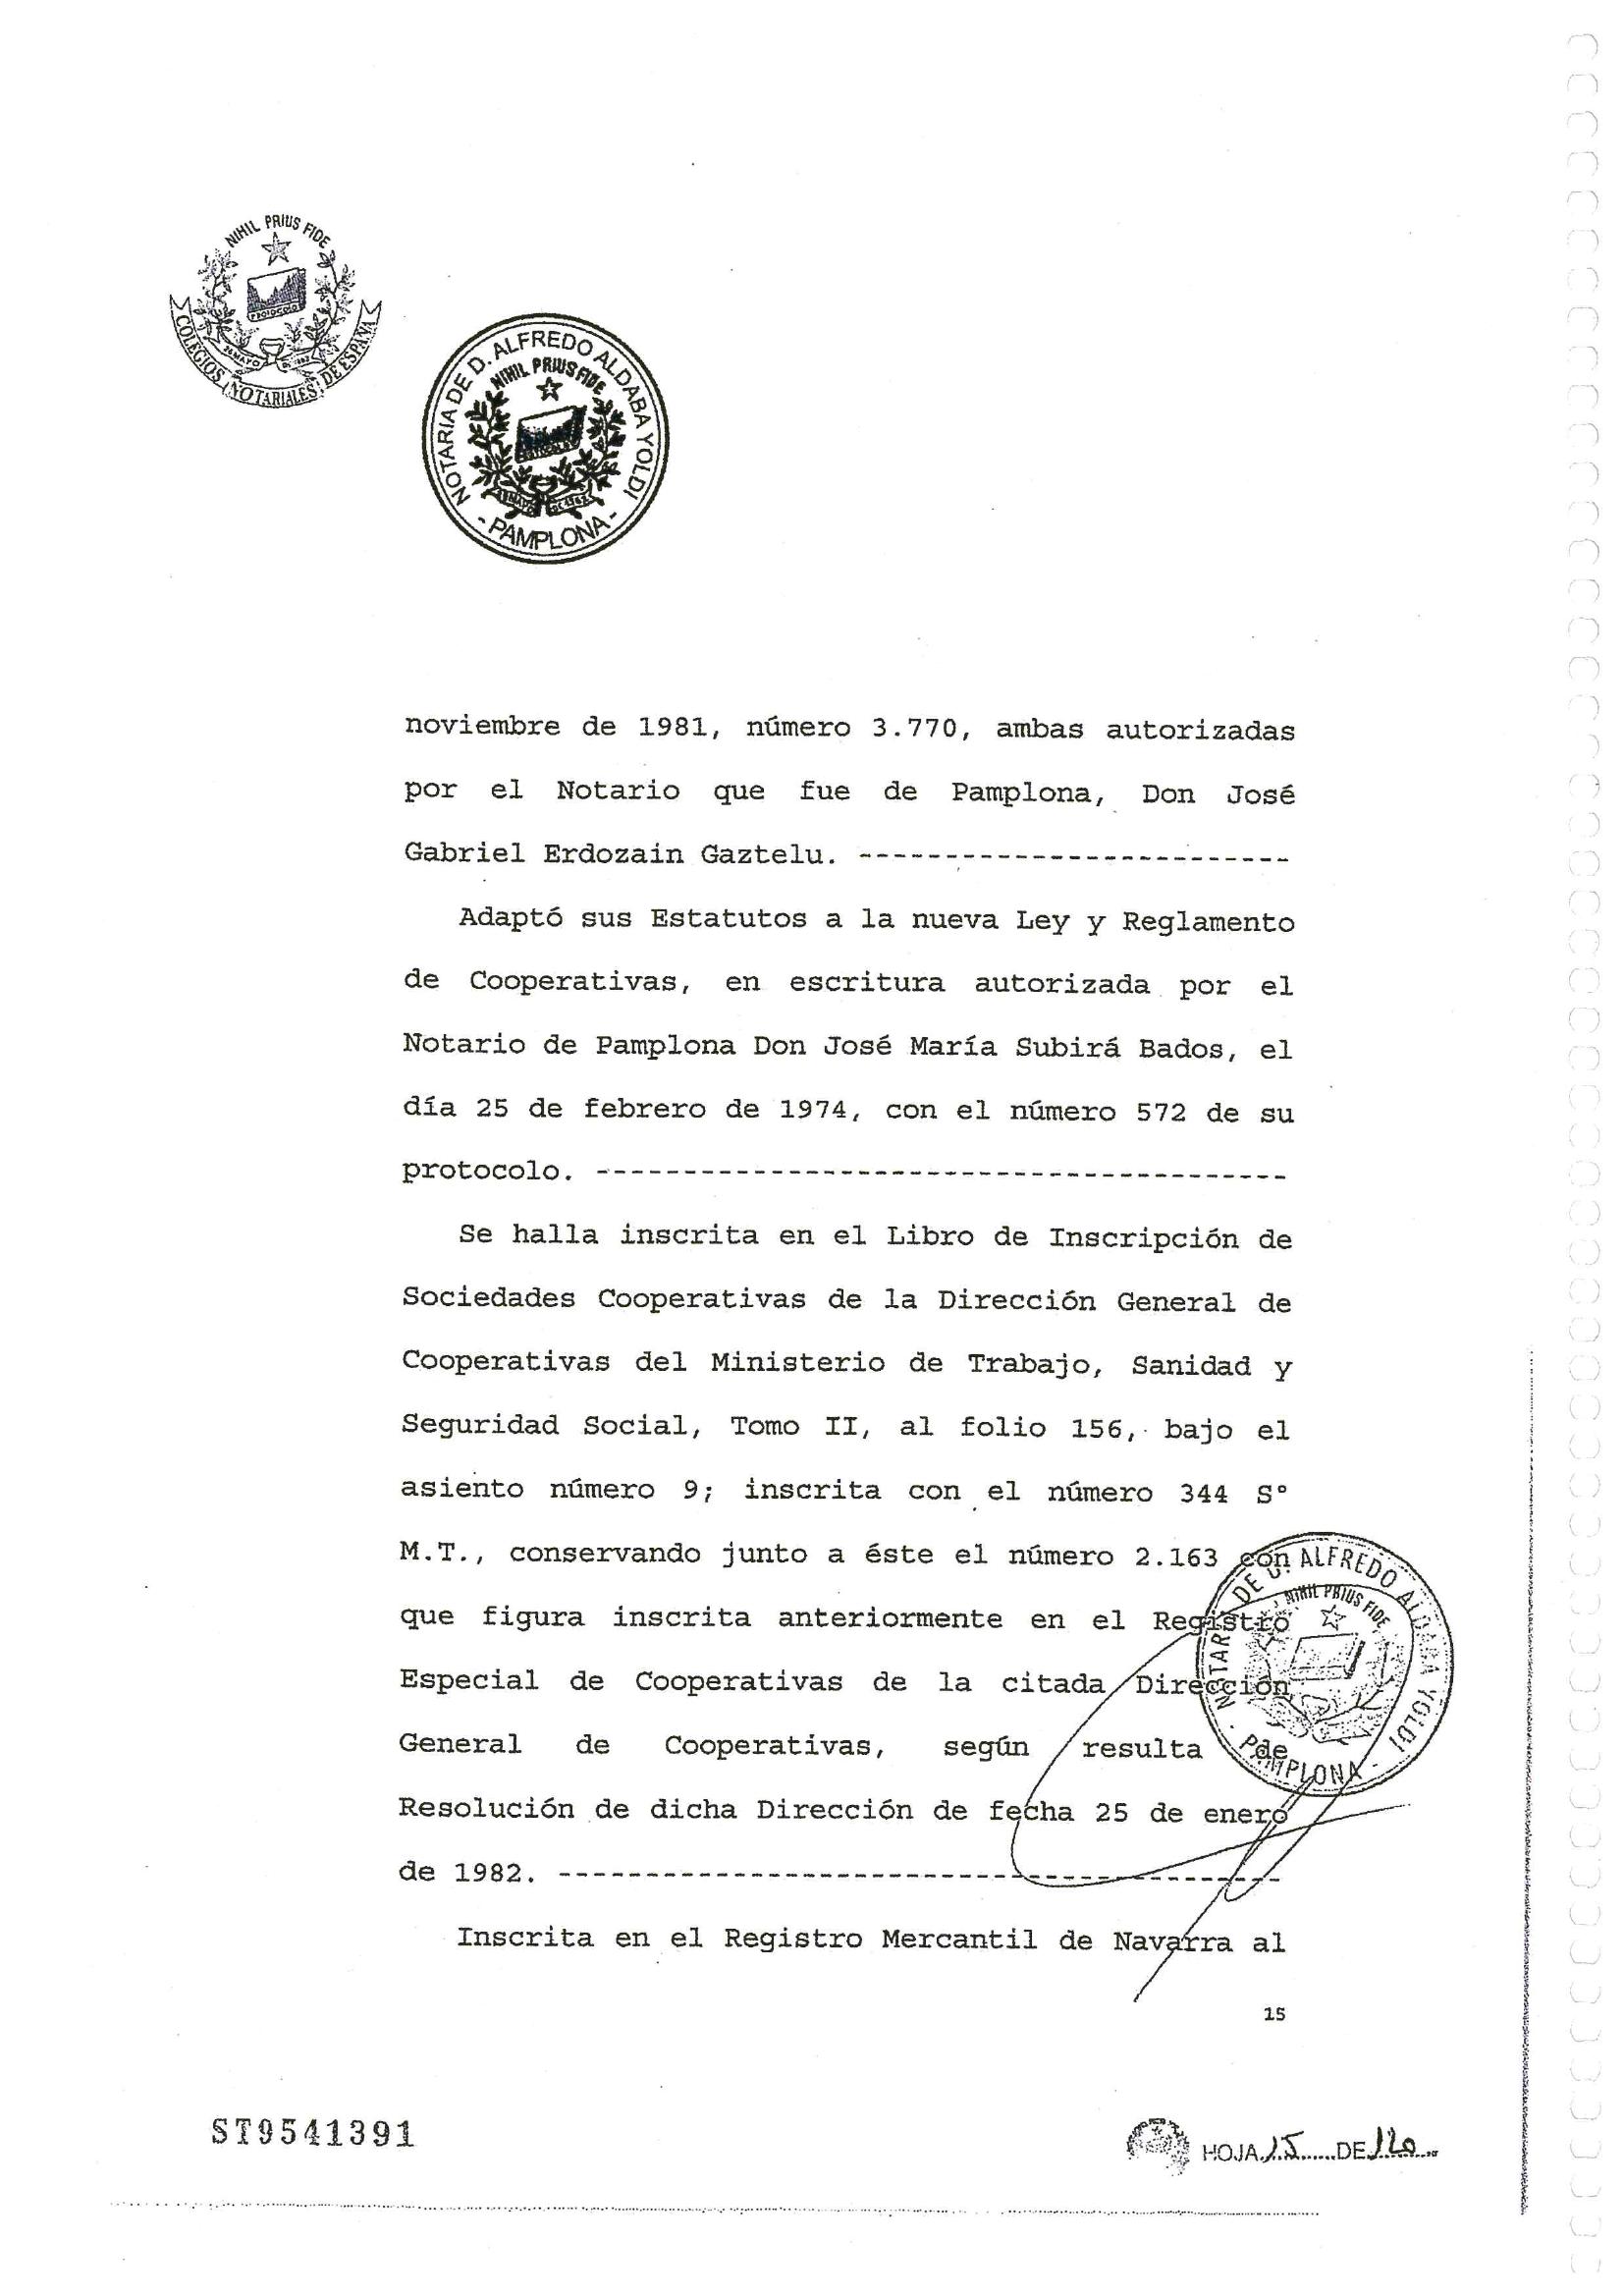 NIHIL PRIUS FIDE
PROTOCOLO
COLEGIOS NOTARIALES DE ESPAÑA
NOTARIA DE D. ALFREDO ALDABA YOLDI
NIHIL PRIUS FIDE
- PAMPLONA -
noviembre de 1981, número 3.770, ambas autorizadas
por el Notario que fue de Pamplona, Don José
Gabriel Erdozain Gaztelu. -------------------------
Adaptó sus Estatutos a la nueva Ley y Reglamento
de Cooperativas, en escritura autorizada por el
Notario de Pamplona Don José María Subirá Bados, el
día 25 de febrero de 1974, con el número 572 de su
protocolo. ----------------------------------------
Se halla inscrita en el Libro de Inscripción de
Sociedades Cooperativas de la Dirección General de
Cooperativas del Ministerio de Trabajo, Sanidad y
Seguridad Social, Tomo II, al folio 156, bajo el
asiento número 9; inscrita con el número 344 Sº
M.T., conservando junto a éste el número 2.163 con
que figura inscrita anteriormente en el Registro
Especial de Cooperativas de la citada Dirección
General de Cooperativas, según resulta de
Resolución de dicha Dirección de fecha 25 de enero
de 1982. ------------------------------------------
Inscrita en el Registro Mercantil de Navarra al
NOTARIA DE D. ALFREDO ALDABA YOLDI
NIHIL PRIUS FIDE
- PAMPLONA -
15
ST9541391
HOJA 15 DE 120